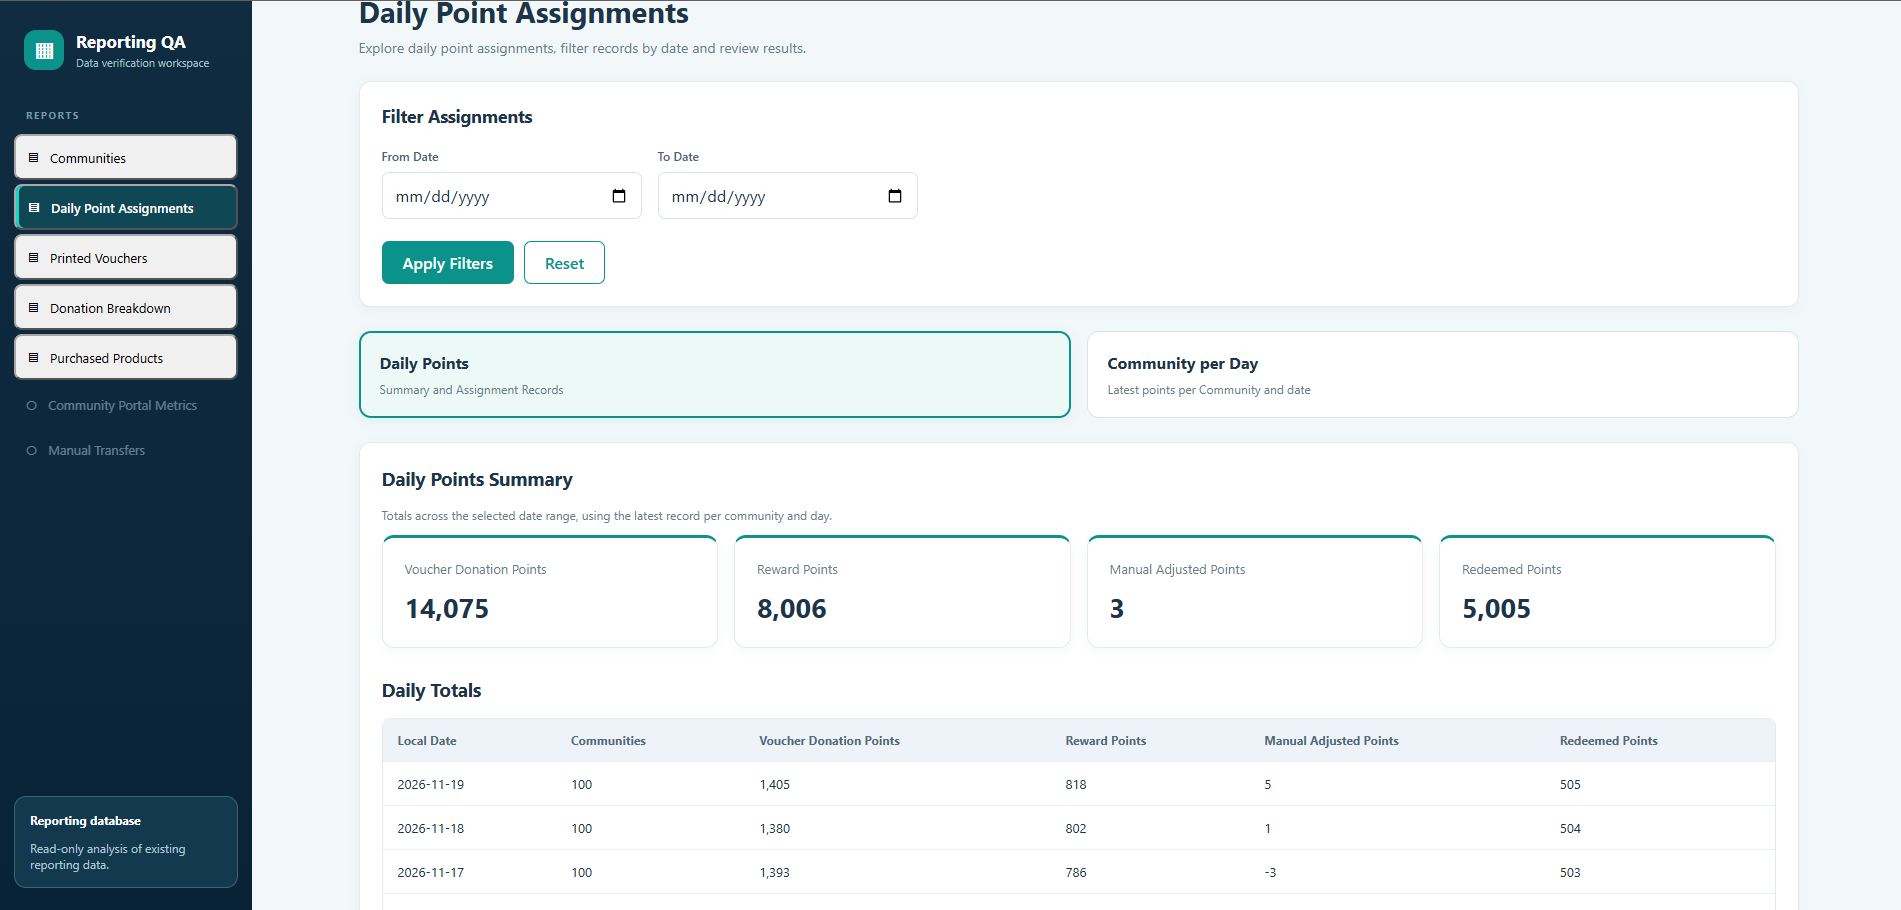 Reporting QA
Data verification workspace
REPORTS
Communities
Daily Point Assignments
Printed Vouchers
Donation Breakdown
Purchased Products
Community Portal Metrics
Manual Transfers
Reporting database
Read-only analysis of existing
reporting data.
Daily Point Assignments
Explore daily point assignments, filter records by date and review results.
Filter Assignments
From Date To Date
mm/dd/yyyy mm/dd/yyyy
Apply Filters Reset
Daily Points
Summary and Assignment Records
Community per Day
Latest points per Community and date
Daily Points Summary
Totals across the selected date range, using the latest record per community and day.
Voucher Donation Points
14,075
Reward Points
8,006
Manual Adjusted Points
3
Redeemed Points
5,005
Daily Totals
Local Date Communities Voucher Donation Points Reward Points Manual Adjusted Points Redeemed Points
2026-11-19 100 1,405 818 5 505
2026-11-18 100 1,380 802 1 504
2026-11-17 100 1,393 786 -3 503